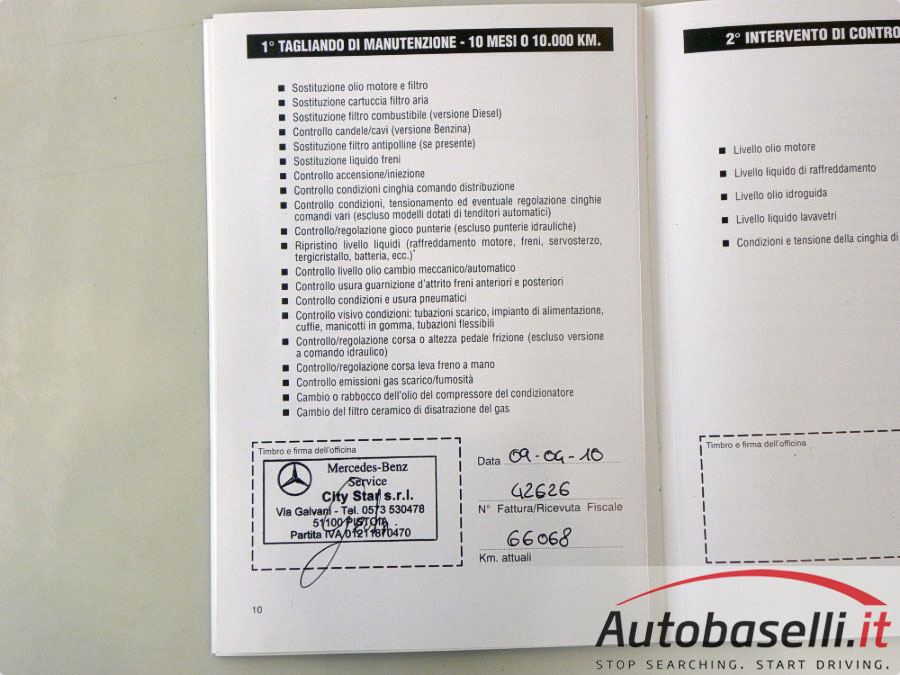 1° TAGLIANDO DI MANUTENZIONE - 10 MESI O 10.000 KM.
Sostituzione olio motore e filtro
Sostituzione cartuccia filtro aria
Sostituzione filtro combustibile (versione Diesel)
Controllo candele/cavi (versione Benzina)
Sostituzione filtro antipolline (se presente)
Sostituzione liquido freni
Controllo accensione/iniezione
Controllo condizioni cinghia comando distribuzione
Controllo condizioni, tensionamento ed eventuale regolazione cinghie
comandi vari (escluso modelli dotati di tenditori automatici)
Controllo/regolazione gioco punterie (escluso punterie idrauliche)
Ripristino livello liquidi (raffreddamento motore, freni, servosterzo,
tergicristallo, batteria, ecc.)
Controllo livello olio cambio meccanico/automatico
Controllo usura guarnizione d'attrito freni anteriori e posteriori
Controllo condizioni e usura pneumatici
Controllo visivo condizioni: tubazioni scarico, impianto di alimentazione,
cuffie, manicotti in gomma, tubazioni flessibili
Controllo/regolazione corsa o altezza pedale frizione (escluso versione
a comando idraulico)
Controllo/regolazione corsa leva freno a mano
Controllo emissioni gas scarico/fumosità
Cambio o rabbocco dell'olio del compressore del condizionatore
Cambio del filtro ceramico di disatrazione del gas
Timbro e firma dell'officina
Mercedes-Benz
Service
City Star s.r.l.
Via Galvani - Tel. 0573 530478
51100 PISTOIA
Partita IVA 01211870470
Data 09-04-10
42626
N° Fattura/Ricevuta Fiscale
66068
Km. attuali
10
2° INTERVENTO DI CONTRO
Livello olio motore
Livello liquido di raffreddamento
Livello olio idroguida
Livello liquido lavavetri
Condizioni e tensione della cinghia di
Timbro e firma dell'officina
Autobaselli.it
STOP SEARCHING. START DRIVING.